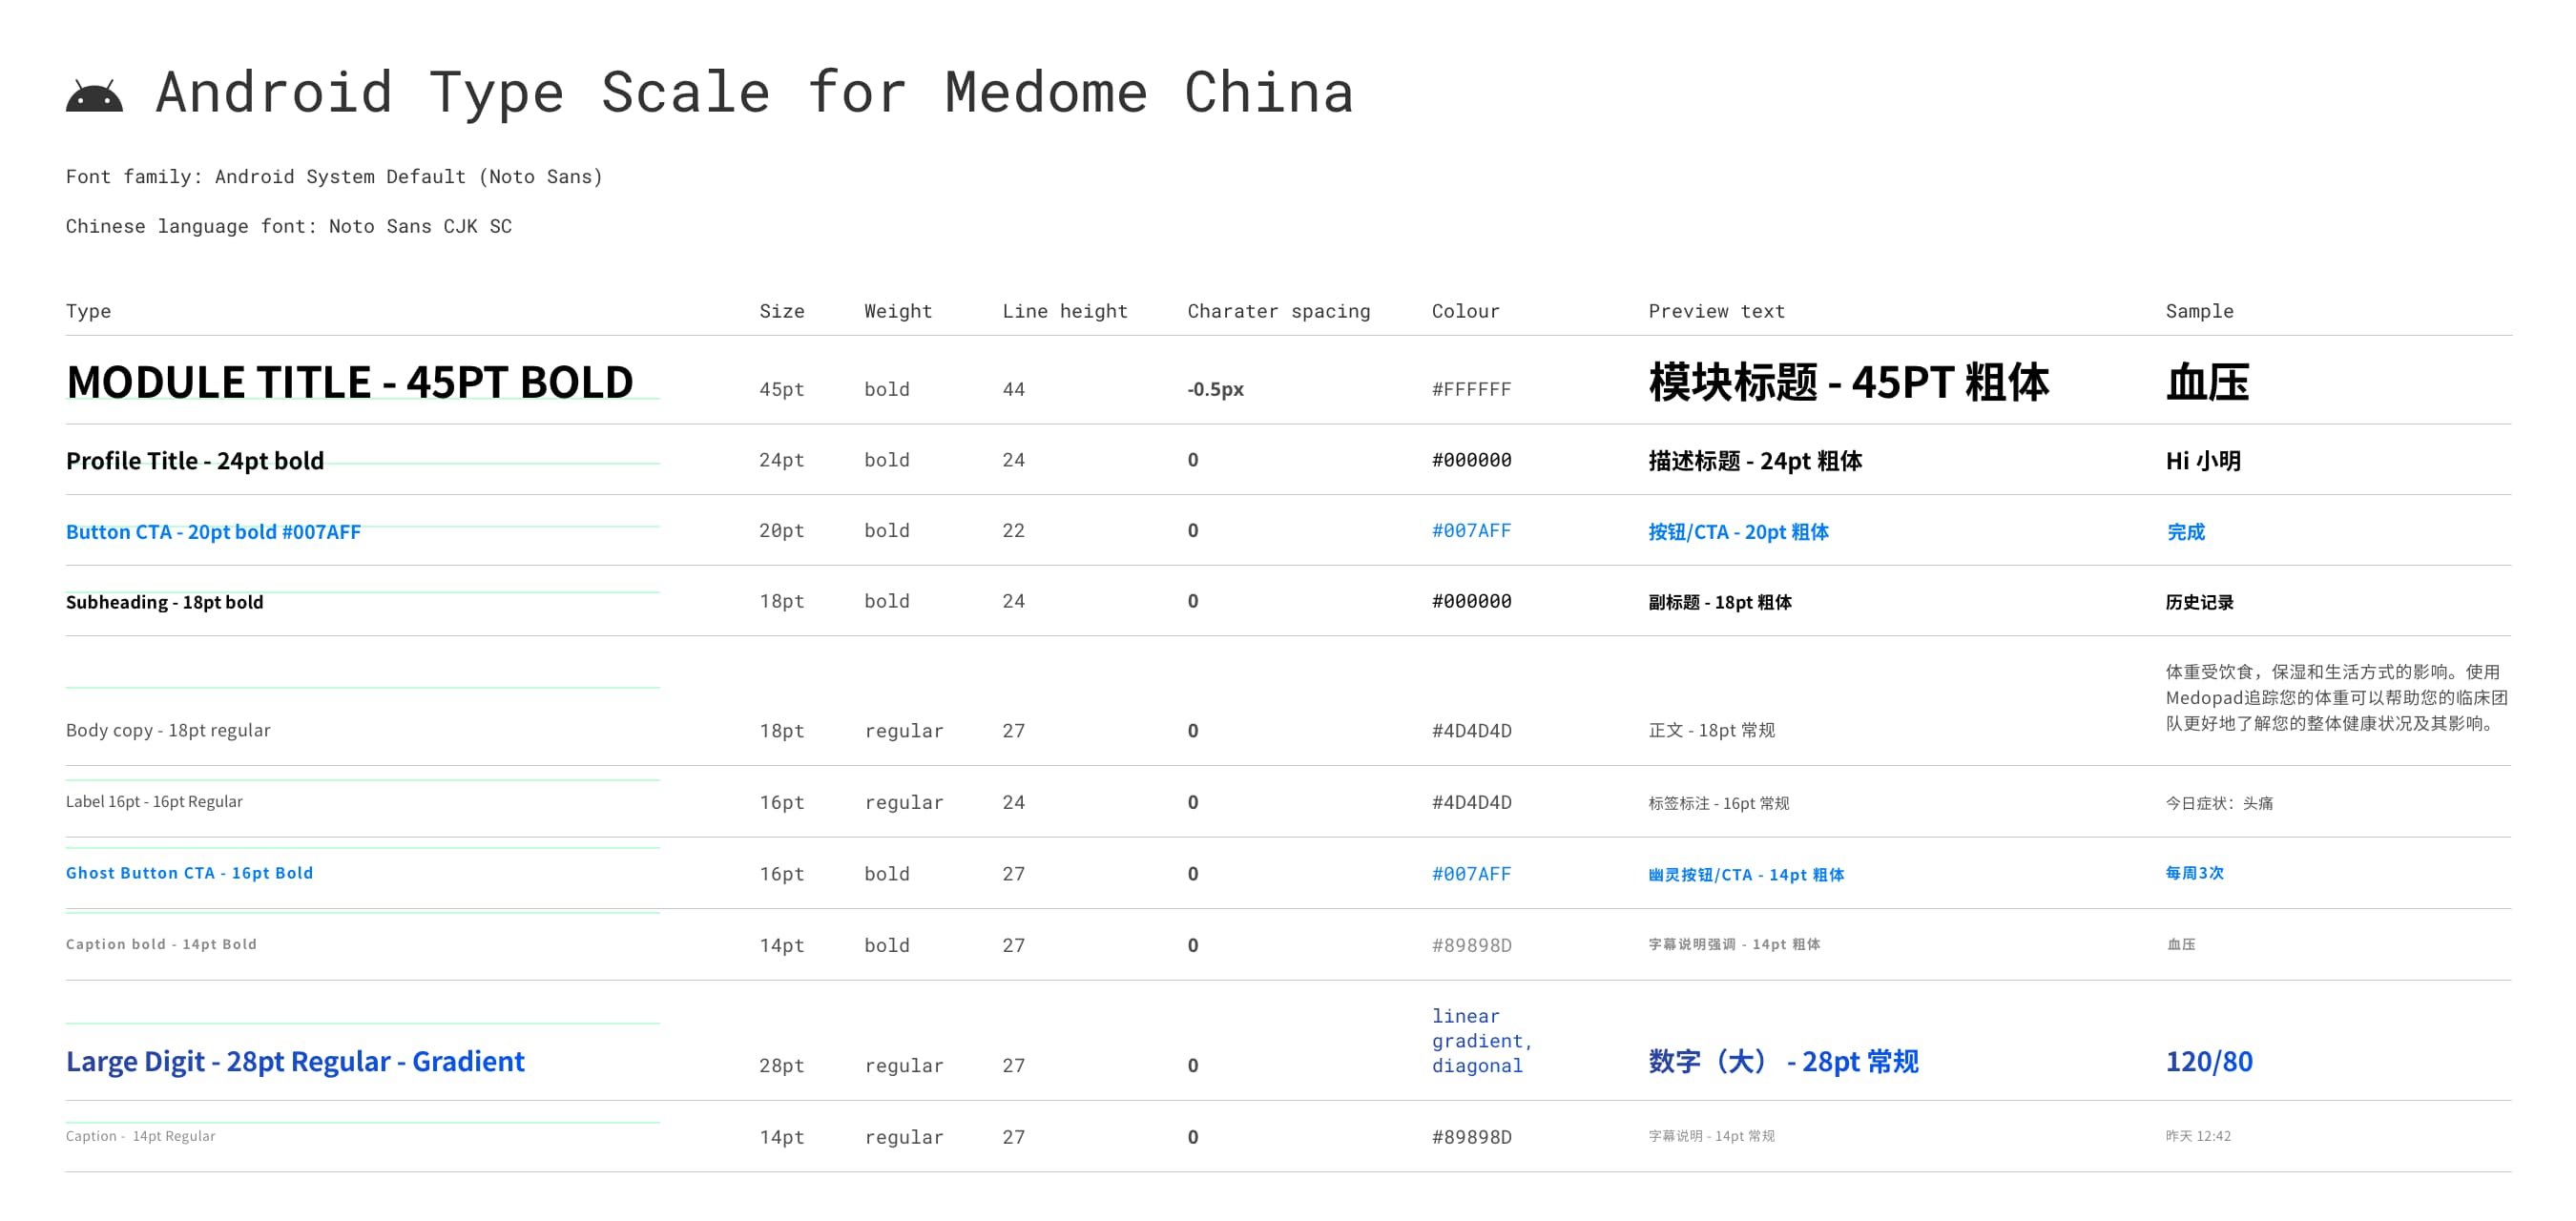 Android Type Scale for Medome China
Font family: Android System Default (Noto Sans)
Chinese language font: Noto Sans CJK SC
Type Size Weight Line height Charater spacing Colour Preview text Sample
MODULE TITLE - 45PT BOLD 45pt bold 44 -0.5px #FFFFFF 模块标题 - 45PT 粗体 血压
Profile Title - 24pt bold 24pt bold 24 0 #000000 描述标题 - 24pt 粗体 Hi 小明
Button CTA - 20pt bold #007AFF 20pt bold 22 0 #007AFF 按钮/CTA - 20pt 粗体 完成
Subheading - 18pt bold 18pt bold 24 0 #000000 副标题 - 18pt 粗体 历史记录
Body copy - 18pt regular 18pt regular 27 0 #4D4D4D 正文 - 18pt 常规
体重受饮食，保湿和生活方式的影响。使用
Medopad追踪您的体重可以帮助您的临床团
队更好地了解您的整体健康状况及其影响。
Label 16pt - 16pt Regular 16pt regular 24 0 #4D4D4D 标签标注 - 16pt 常规 今日症状：头痛
Ghost Button CTA - 16pt Bold 16pt bold 27 0 #007AFF 幽灵按钮/CTA - 14pt 粗体 每周3次
Caption bold - 14pt Bold 14pt bold 27 0 #89898D 字幕说明强调 - 14pt 粗体 血压
Large Digit - 28pt Regular - Gradient 28pt regular 27 0
linear
gradient,
diagonal
数字（大） - 28pt 常规 120/80
Caption - 14pt Regular 14pt regular 27 0 #89898D 字幕说明 - 14pt 常规 昨天 12:42